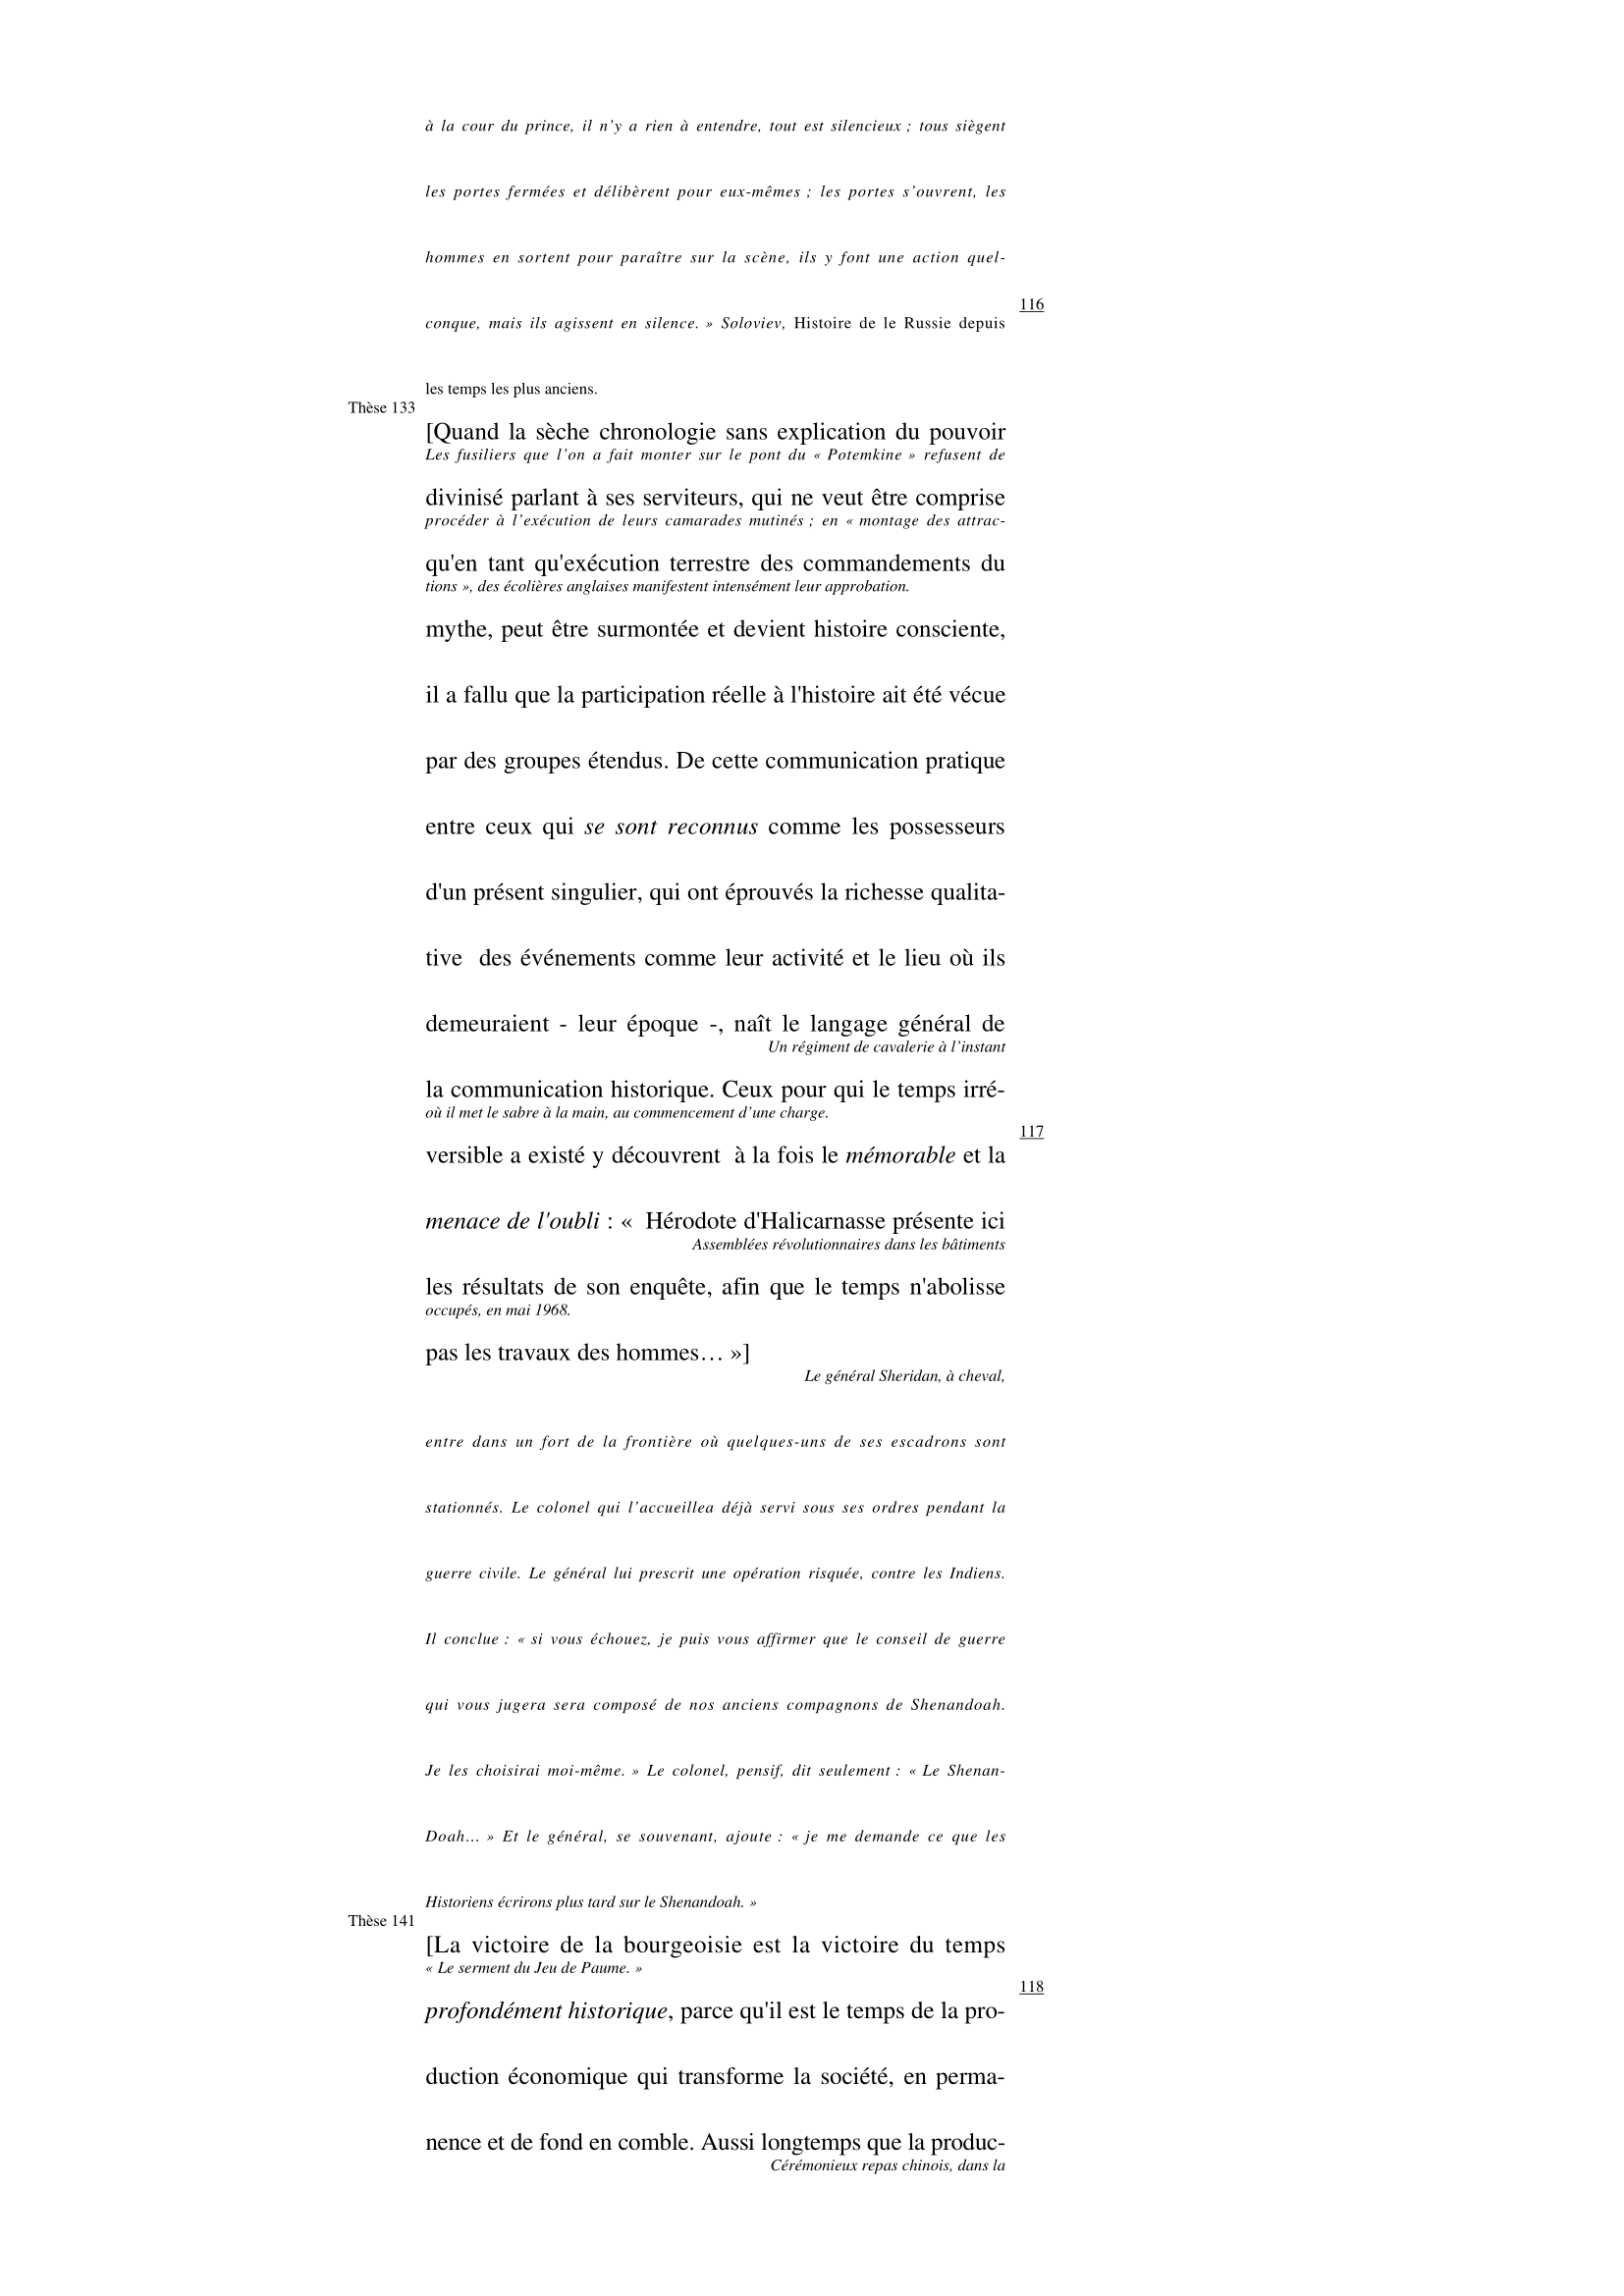 à la cour du prince, il n’y a rien à entendre, tout est silencieux ; tous siègent
les portes fermées et délibèrent pour eux-mêmes ; les portes s’ouvrent, les
hommes en sortent pour paraître sur la scène, ils y font une action quel-
116
conque, mais ils agissent en silence. » Soloviev, Histoire de le Russie depuis
les temps les plus anciens.
Thèse 133
[Quand la sèche chronologie sans explication du pouvoir
Les fusiliers que l’on a fait monter sur le pont du « Potemkine » refusent de
divinisé parlant à ses serviteurs, qui ne veut être comprise
procéder à l’exécution de leurs camarades mutinés ; en « montage des attrac-
qu'en tant qu'exécution terrestre des commandements du
tions », des écolières anglaises manifestent intensément leur approbation.
mythe, peut être surmontée et devient histoire consciente,
il a fallu que la participation réelle à l'histoire ait été vécue
par des groupes étendus. De cette communication pratique
entre ceux qui se sont reconnus comme les possesseurs
d'un présent singulier, qui ont éprouvés la richesse qualita-
tive  des événements comme leur activité et le lieu où ils
demeuraient - leur époque -, naît le langage général de
Un régiment de cavalerie à l’instant
la communication historique. Ceux pour qui le temps irré-
où il met le sabre à la main, au commencement d’une charge.
117
versible a existé y découvrent  à la fois le mémorable et la
menace de l'oubli : «  Hérodote d'Halicarnasse présente ici
Assemblées révolutionnaires dans les bâtiments
les résultats de son enquête, afin que le temps n'abolisse
occupés, en mai 1968.
pas les travaux des hommes… »]
Le général Sheridan, à cheval,
entre dans un fort de la frontière où quelques-uns de ses escadrons sont
stationnés. Le colonel qui l’accueillea déjà servi sous ses ordres pendant la
guerre civile. Le général lui prescrit une opération risquée, contre les Indiens.
Il conclue : « si vous échouez, je puis vous affirmer que le conseil de guerre
qui vous jugera sera composé de nos anciens compagnons de Shenandoah.
Je les choisirai moi-même. » Le colonel, pensif, dit seulement : « Le Shenan-
Doah… » Et le général, se souvenant, ajoute : « je me demande ce que les
Historiens écrirons plus tard sur le Shenandoah. »
Thèse 141
[La victoire de la bourgeoisie est la victoire du temps
« Le serment du Jeu de Paume. »
118
profondément historique, parce qu'il est le temps de la pro-
duction économique qui transforme la société, en perma-
nence et de fond en comble. Aussi longtemps que la produc-
Cérémonieux repas chinois, dans la